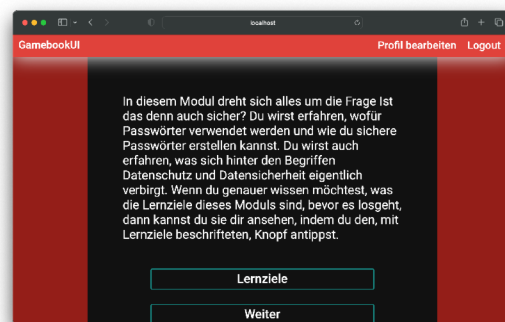 localhost
GamebookUI Profil bearbeiten Logout
In diesem Modul dreht sich alles um die Frage Ist
das denn auch sicher? Du wirst erfahren, wofür
Passwörter verwendet werden und wie du sichere
Passwörter erstellen kannst. Du wirst auch
erfahren, was sich hinter den Begriffen
Datenschutz und Datensicherheit eigentlich
verbirgt. Wenn du genauer wissen möchtest, was
die Lernziele dieses Moduls sind, bevor es losgeht,
dann kannst du sie dir ansehen, indem du den, mit
Lernziele beschrifteten, Knopf antippst.
Lernziele
Weiter